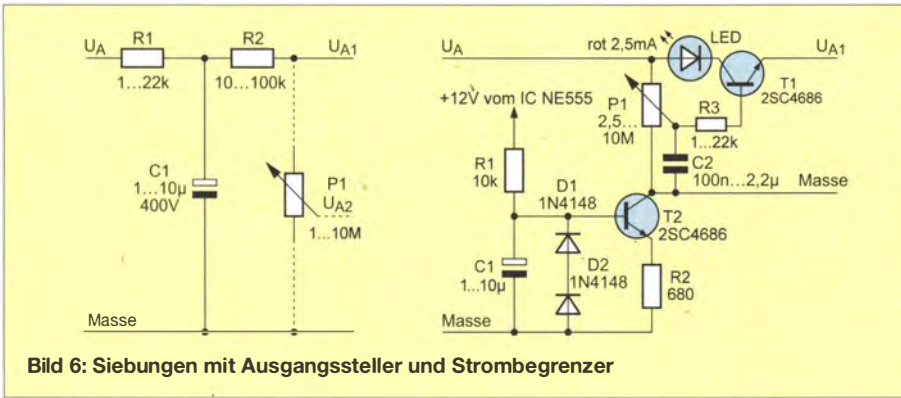 U_A
R1
1...22k
R2
10...100k
U_A1
C1
1...10µ
400V
P1
U_A2
1...10M
Masse
U_A
rot 2,5mA
LED
U_A1
T1
2SC4686
+12V vom IC NE555
P1
2,5...
10M
R3
1...22k
C2
100n...2,2µ
Masse
R1
10k
D1
1N4148
T2
2SC4686
C1
1...10µ
D2
1N4148
R2
680
Masse
Bild 6: Siebungen mit Ausgangssteller und Strombegrenzer